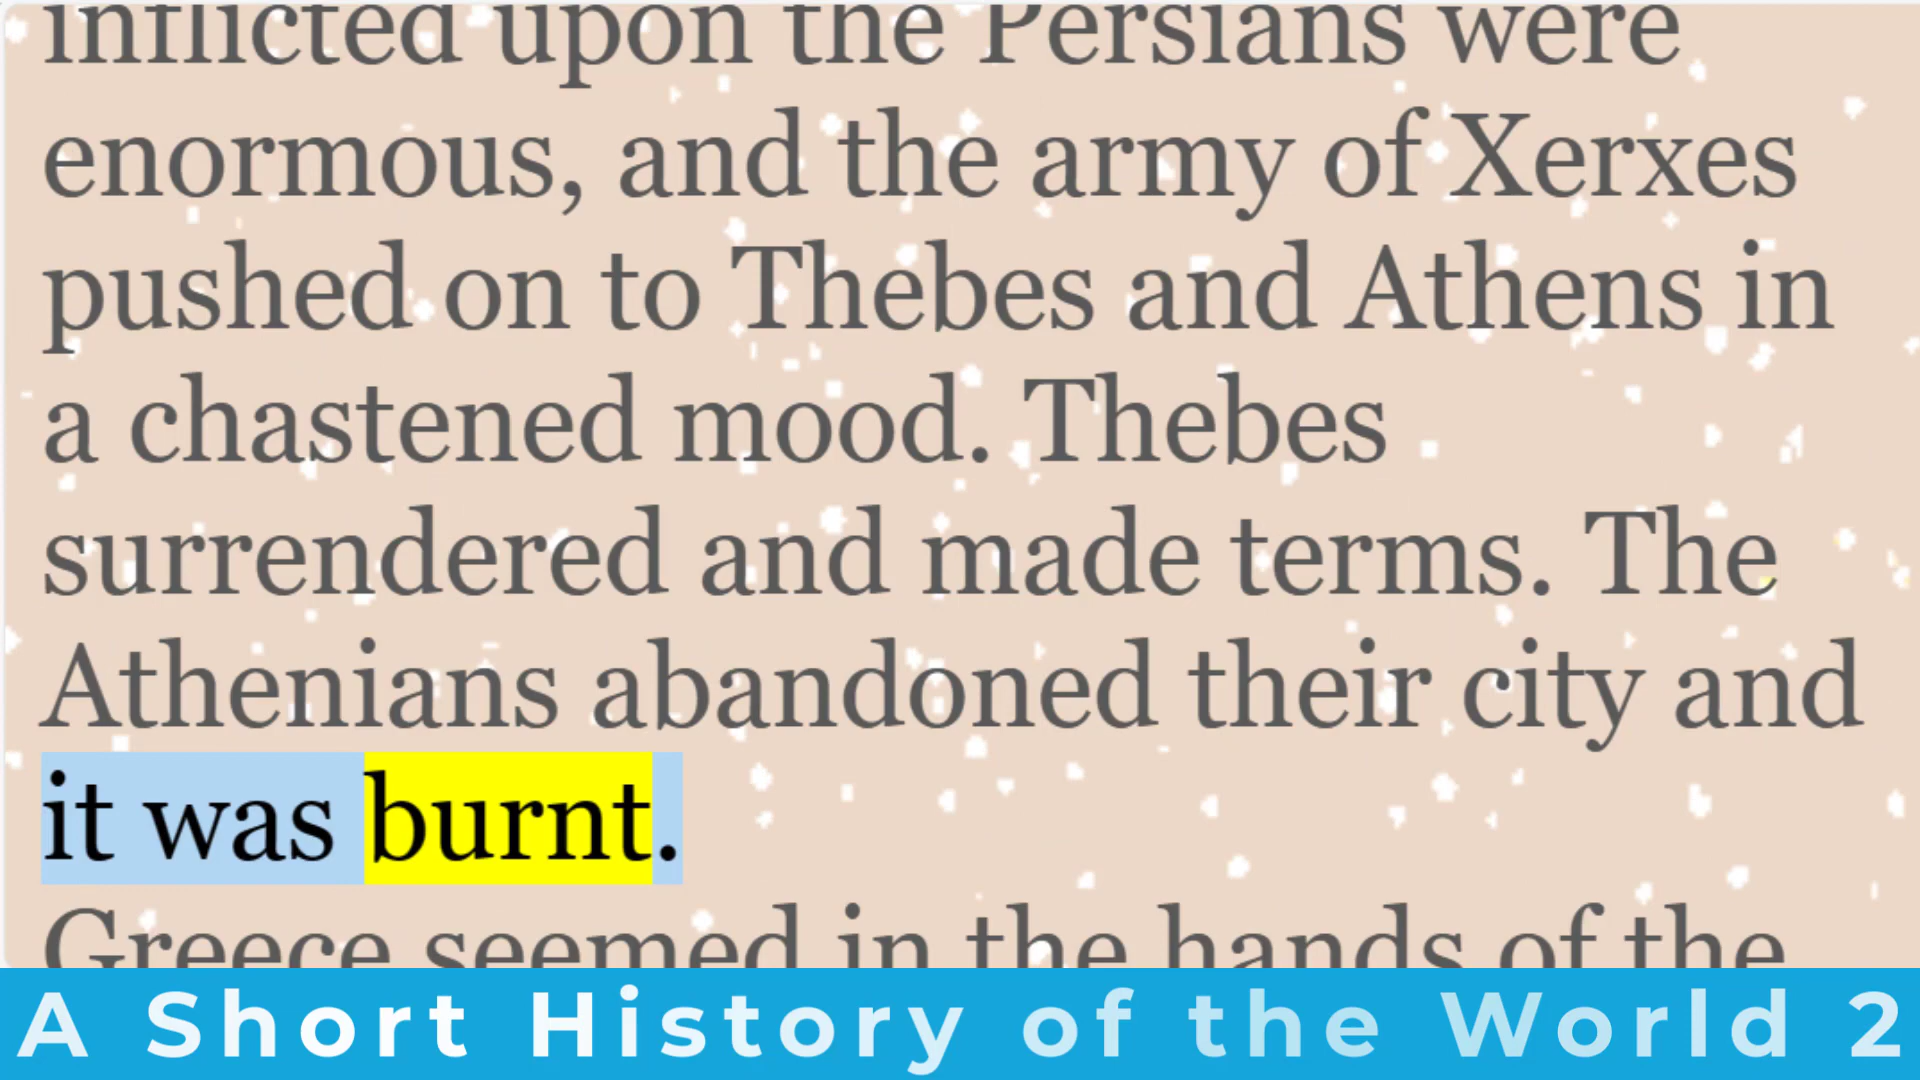 inflicted upon the Persians were
enormous, and the army of Xerxes
pushed on to Thebes and Athens in
a chastened mood. Thebes
surrendered and made terms. The
Athenians abandoned their city and
it was burnt.
Greece seemed in the hands of the
A Short History of the World 2